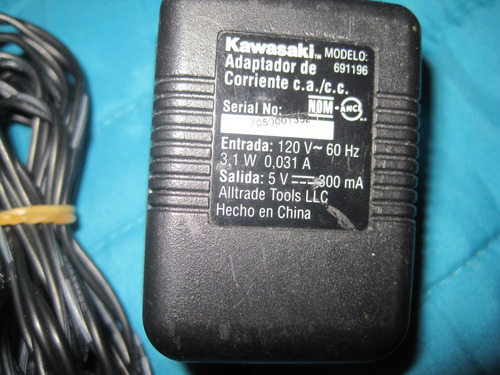 Kawasaki™ MODELO:
Adaptador de 691196
Corriente c.a./c.c.
Serial No: NOM-ANCE
Entrada: 120 V~ 60 Hz
3.1 W 0,031 A
Salida: 5 V⎓300 mA
Alltrade Tools LLC
Hecho en China